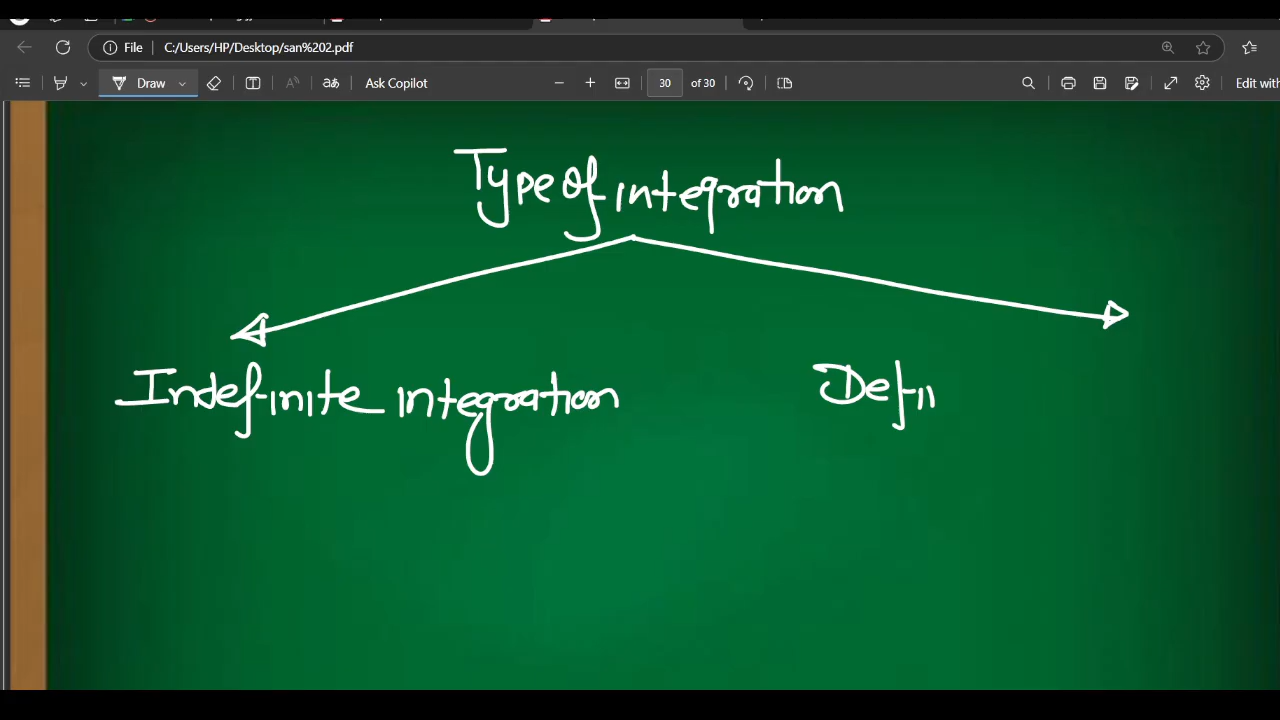 File | C:/Users/HP/Desktop/san%202.pdf
Draw Ask Copilot 30 of 30 Edit with
Type of integration
Indefinite integration Defin